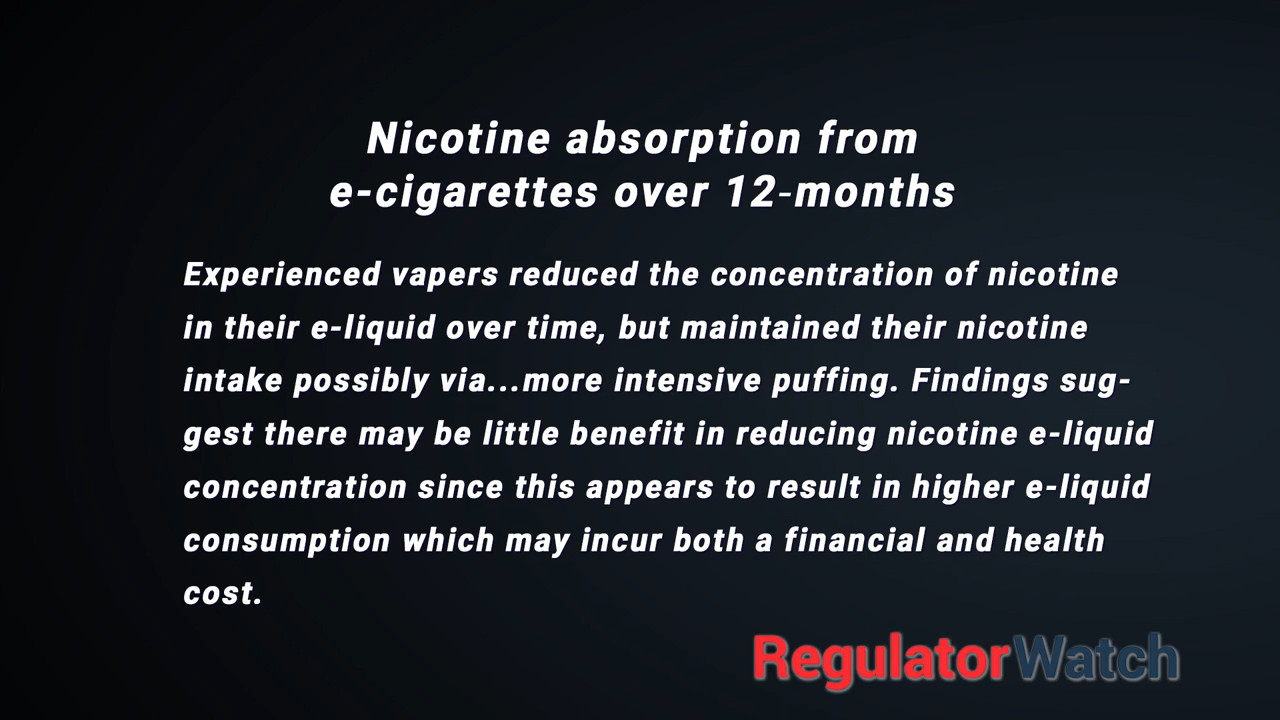 Nicotine absorption from
e-cigarettes over 12-months
Experienced vapers reduced the concentration of nicotine
in their e-liquid over time, but maintained their nicotine
intake possibly via...more intensive puffing. Findings sug-
gest there may be little benefit in reducing nicotine e-liquid
concentration since this appears to result in higher e-liquid
consumption which may incur both a financial and health
cost.
RegulatorWatch